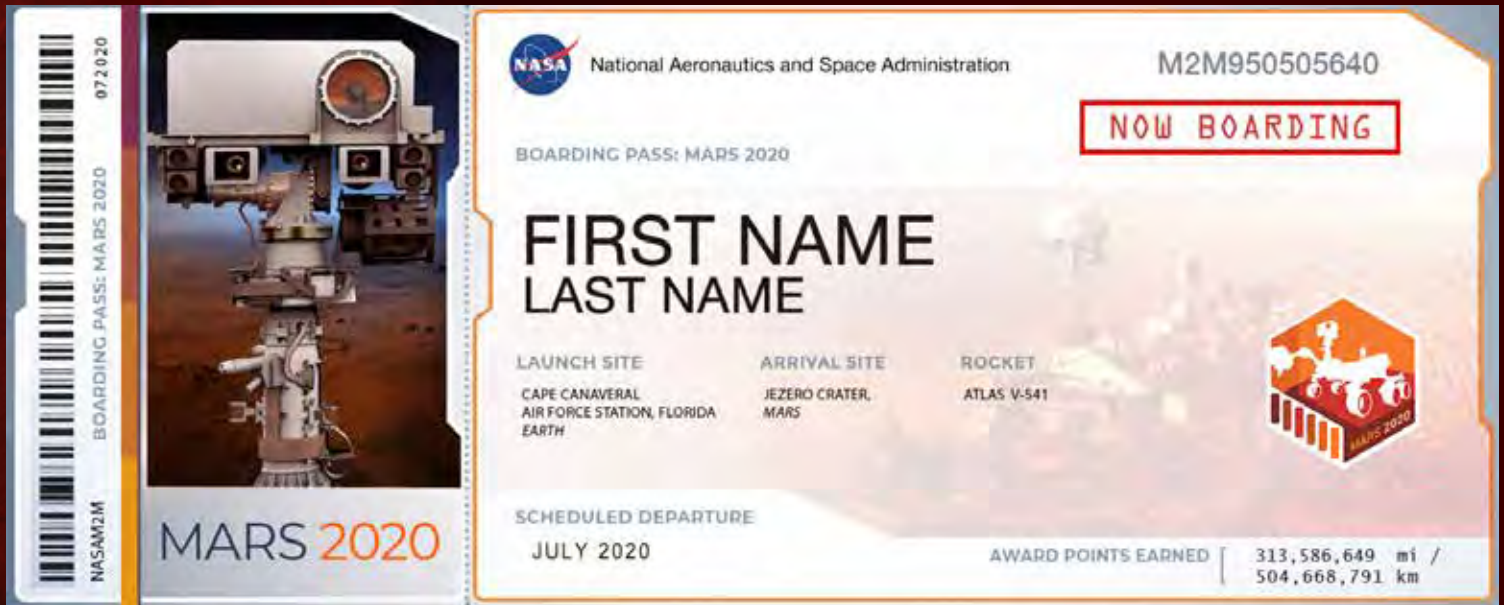 072020
BOARDING PASS: MARS 2020
NASAM2M
MARS 2020
NASA
National Aeronautics and Space Administration
M2M950505640
NOW BOARDING
BOARDING PASS: MARS 2020
FIRST NAME
LAST NAME
LAUNCH SITE
CAPE CANAVERAL
AIR FORCE STATION, FLORIDA
EARTH
ARRIVAL SITE
JEZERO CRATER,
MARS
ROCKET
ATLAS V-541
MARS 2020
SCHEDULED DEPARTURE
JULY 2020
AWARD POINTS EARNED
313,586,649 mi /
504,668,791 km